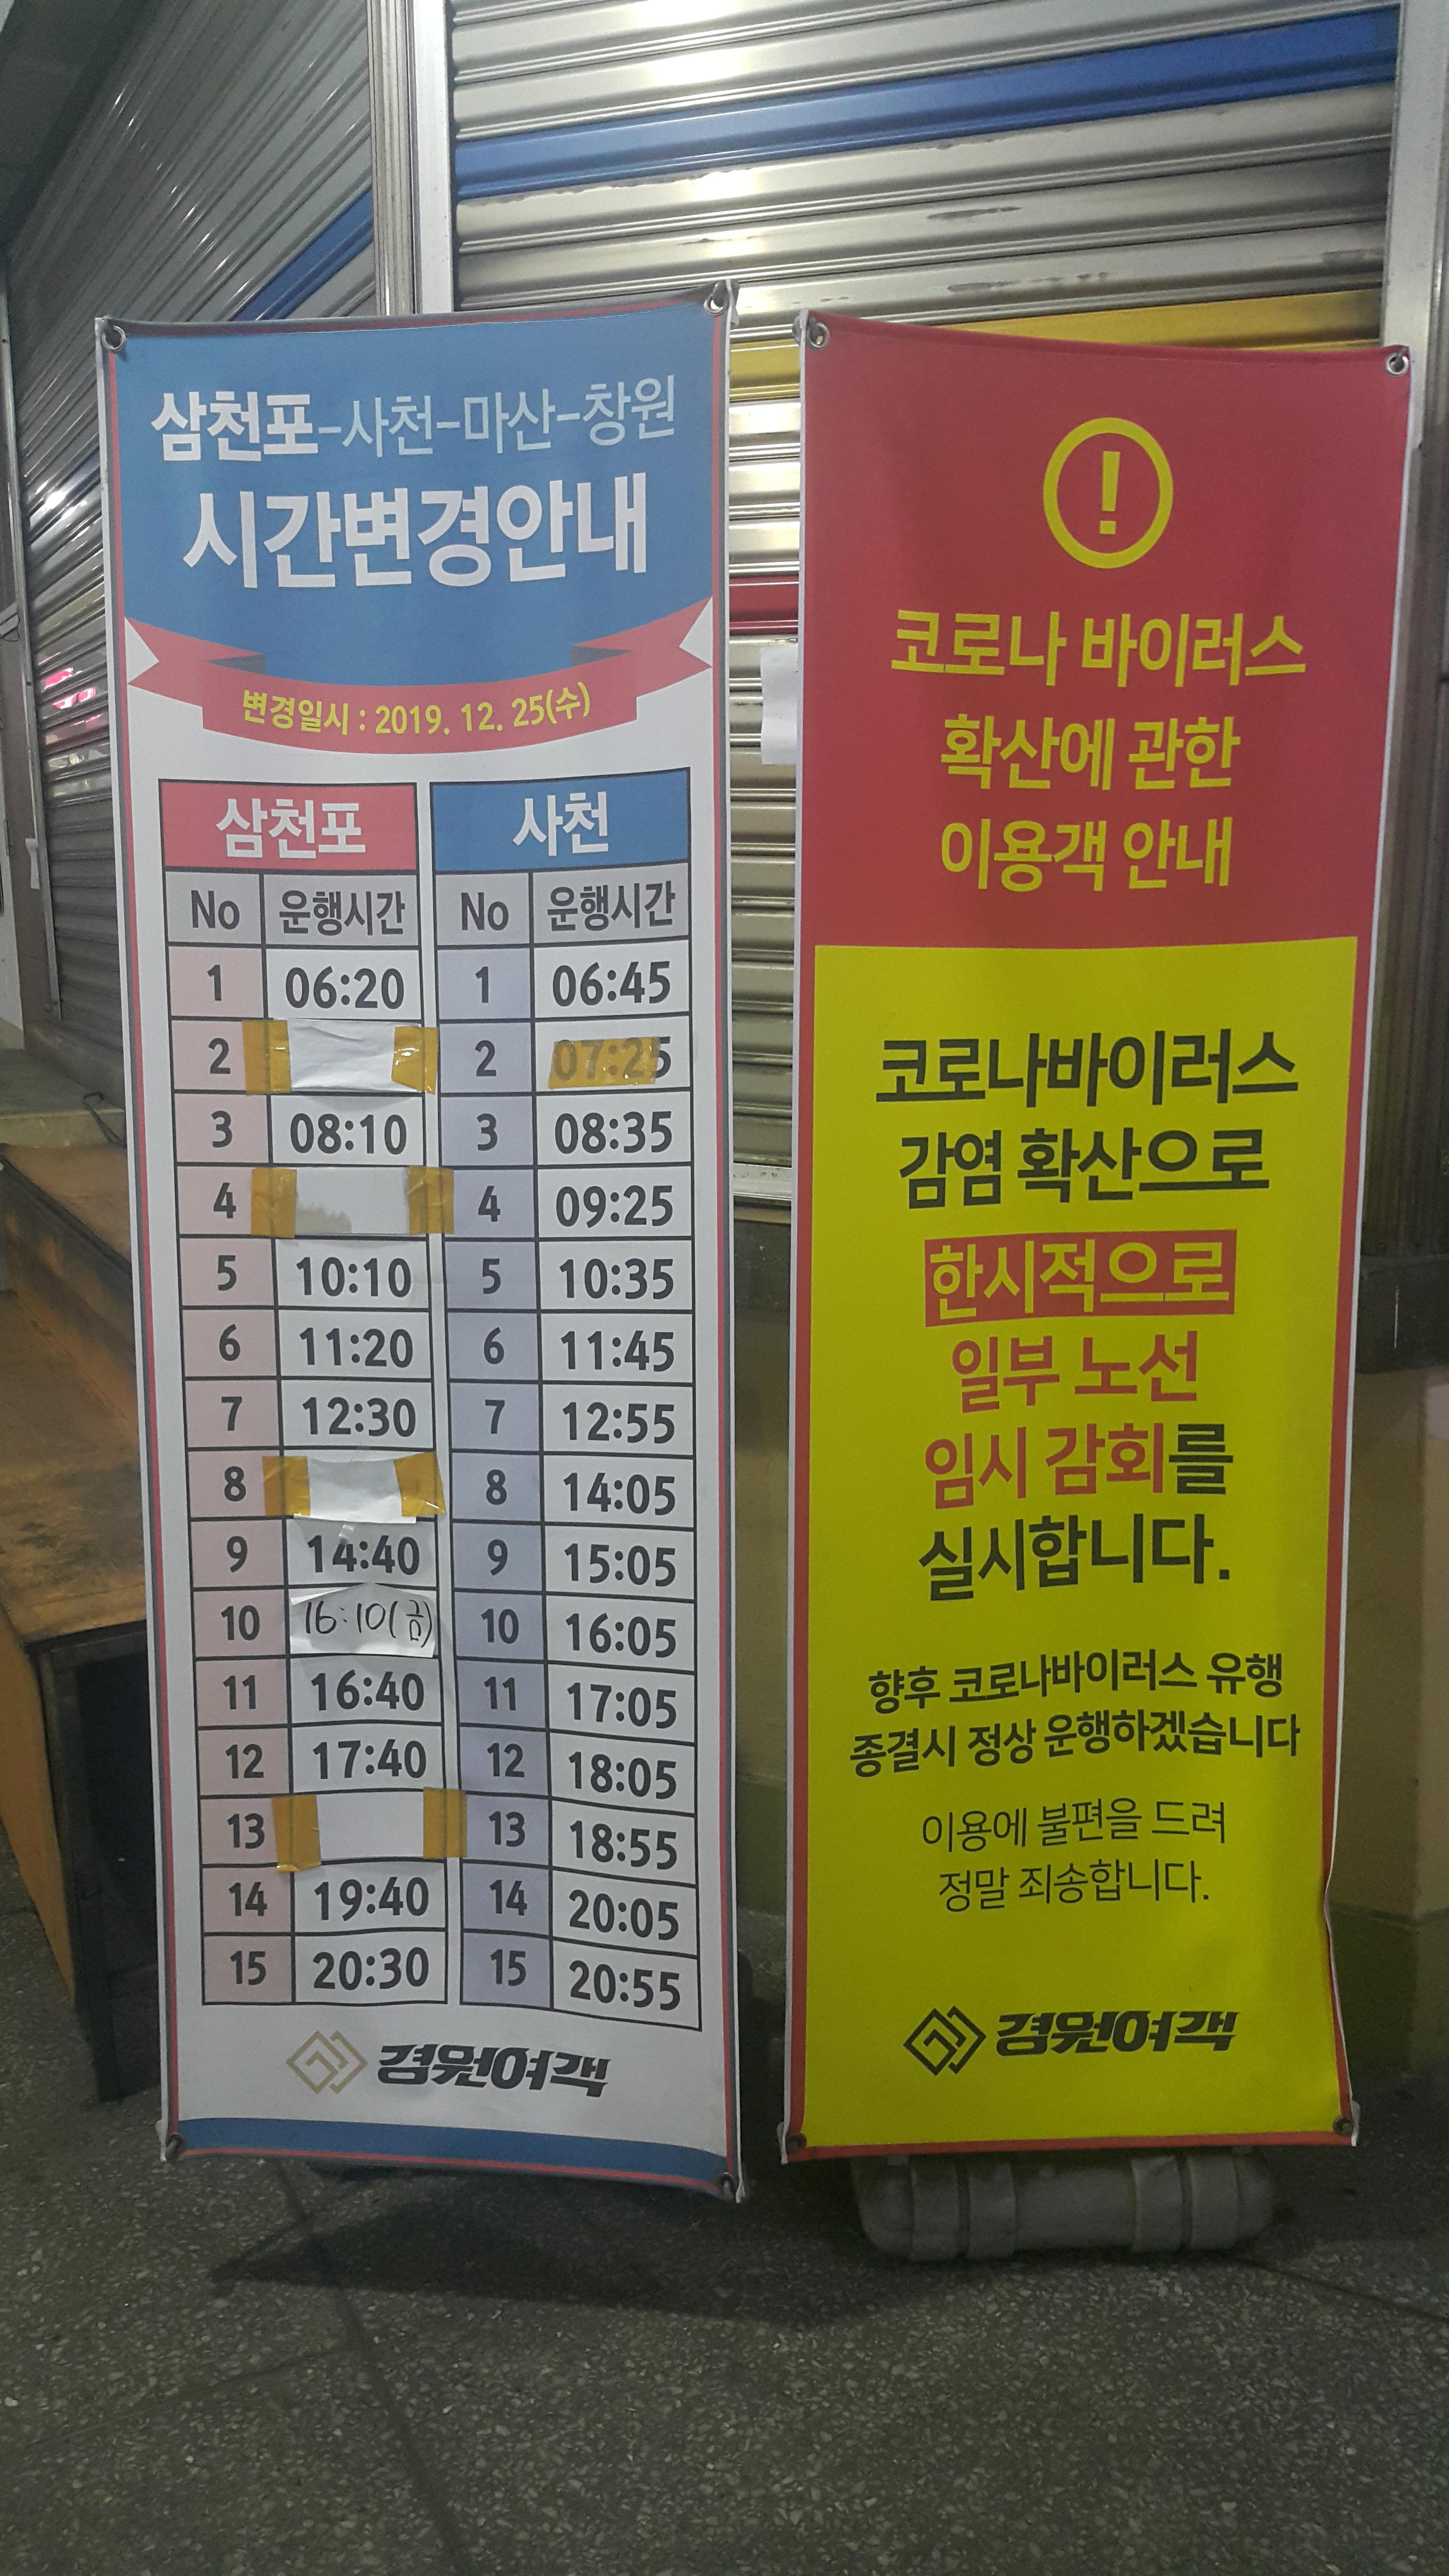 삼천포-사천-마산-창원
시간변경안내
변경일시 : 2019. 12. 25(수)
삼천포 사천
No 운행시간 No 운행시간
1 06:20 1 06:45
2 2 07:25
3 08:10 3 08:35
4 4 09:25
5 10:10 5 10:35
6 11:20 6 11:45
7 12:30 7 12:55
8 8 14:05
9 14:40 9 15:05
10 16:10(금) 10 16:05
11 16:40 11 17:05
12 17:40 12 18:05
13 13 18:55
14 19:40 14 20:05
15 20:30 15 20:55
경원여객
!
코로나 바이러스
확산에 관한
이용객 안내
코로나바이러스
감염 확산으로
한시적으로
일부 노선
임시 감회를
실시합니다.
향후 코로나바이러스 유행
종결시 정상 운행하겠습니다
이용에 불편을 드려
정말 죄송합니다.
경원여객